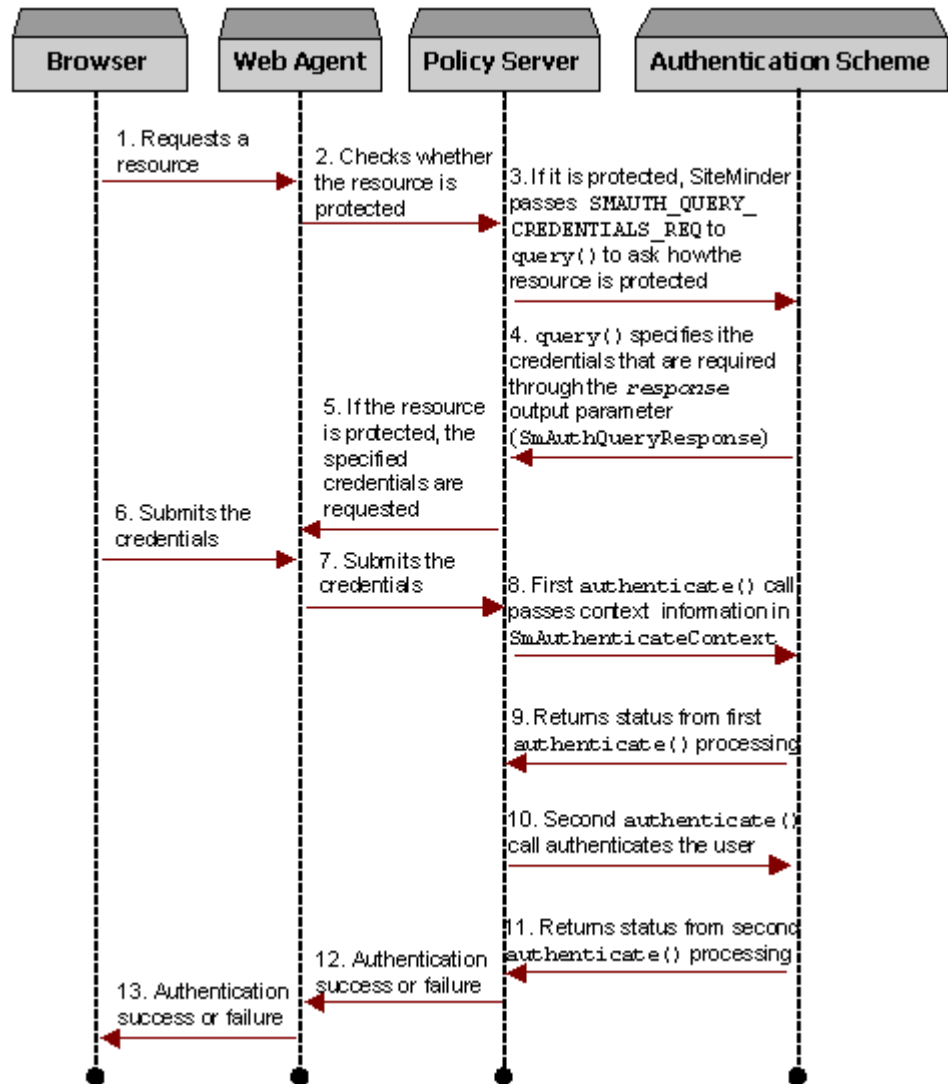 Browser
Web Agent
Policy Server
Authentication Scheme
1. Requests a
resource
2. Checks whether
the resource is
protected
3. If it is protected, SiteMinder
passes SMAUTH_QUERY_
CREDENTIALS_REQ to
query() to ask howthe
resource is protected
4. query() specifies ithe
credentials that are required
through the response
output parameter
(SmAuthQueryResponse)
5. If the resource
is protected, the
specified
credentials are
requested
6. Submits the
credentials
7. Submits the
credentials
8. First authenticate() call
passes context information in
SmAuthenticateContext
9. Returns status from first
authenticate() processing
10. Second authenticate()
call authenticates the user
11. Returns status from second
authenticate() processing
12. Authentication
success or failure
13. Authentication
success or failure